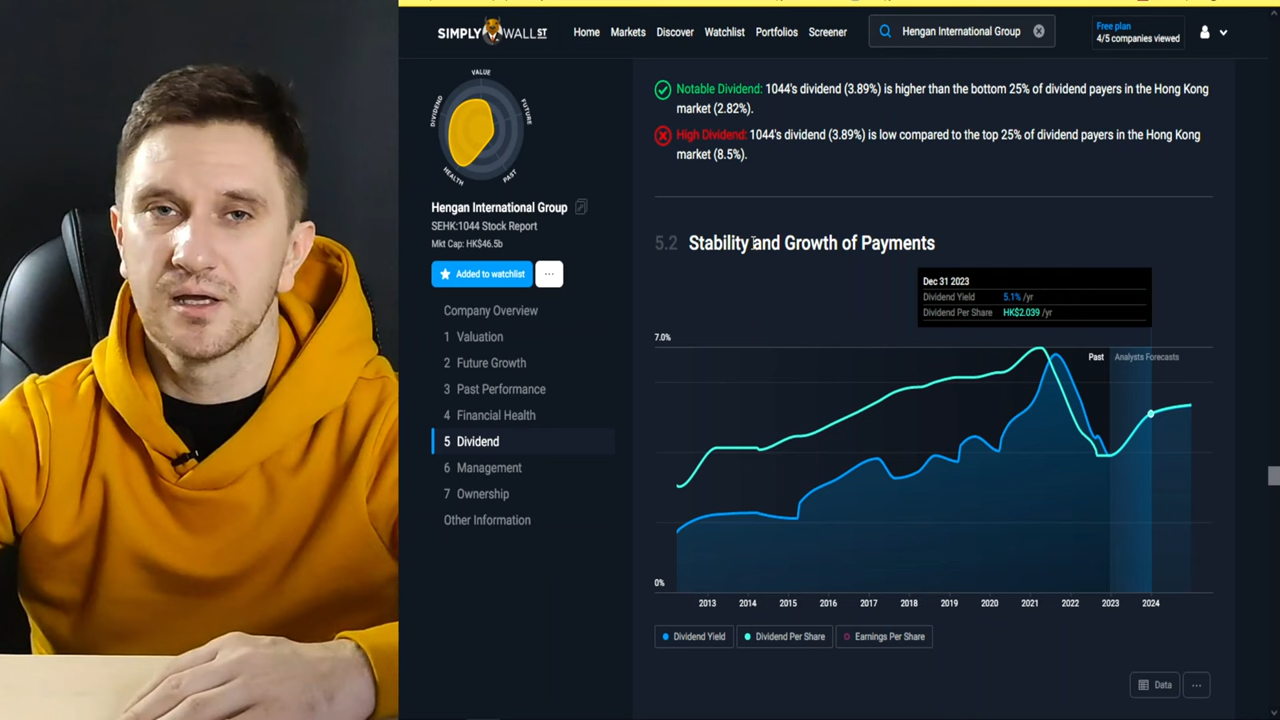 SIMPLY WALL ST
Home Markets Discover Watchlist Portfolios Screener
Hengan International Group
Free plan
4/5 companies viewed
VALUE
FUTURE
PAST
HEALTH
DIVIDEND
Hengan International Group
SEHK:1044 Stock Report
Mkt Cap: HK$46.5b
Added to watchlist
...
Company Overview
1 Valuation
2 Future Growth
3 Past Performance
4 Financial Health
5 Dividend
6 Management
7 Ownership
Other Information
Notable Dividend: 1044's dividend (3.89%) is higher than the bottom 25% of dividend payers in the Hong Kong
market (2.82%).
High Dividend: 1044's dividend (3.89%) is low compared to the top 25% of dividend payers in the Hong Kong
market (8.5%).
5.2 Stability and Growth of Payments
Dec 31 2023
Dividend Yield 5.1% /yr
Dividend Per Share HK$2.039 /yr
7.0%
Past Analysts Forecasts
0%
2013 2014 2015 2016 2017 2018 2019 2020 2021 2022 2023 2024
Dividend Yield Dividend Per Share Earnings Per Share
Data ...